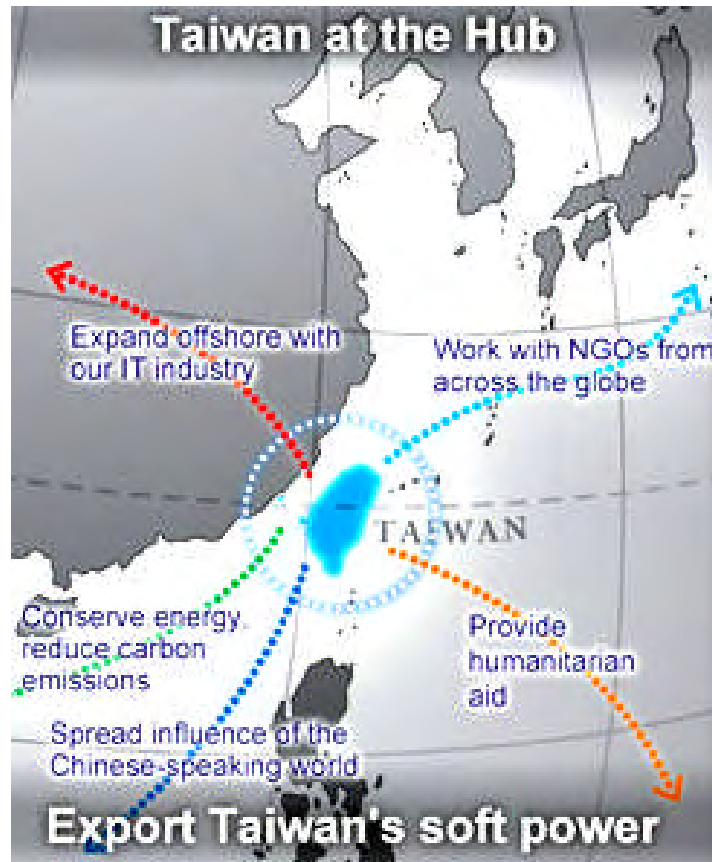 Taiwan at the Hub
Expand offshore with
our IT industry
Work with NGOs from
across the globe
TAIWAN
Conserve energy,
reduce carbon
emissions
Provide
humanitarian
aid
Spread influence of the
Chinese-speaking world
Export Taiwan's soft power